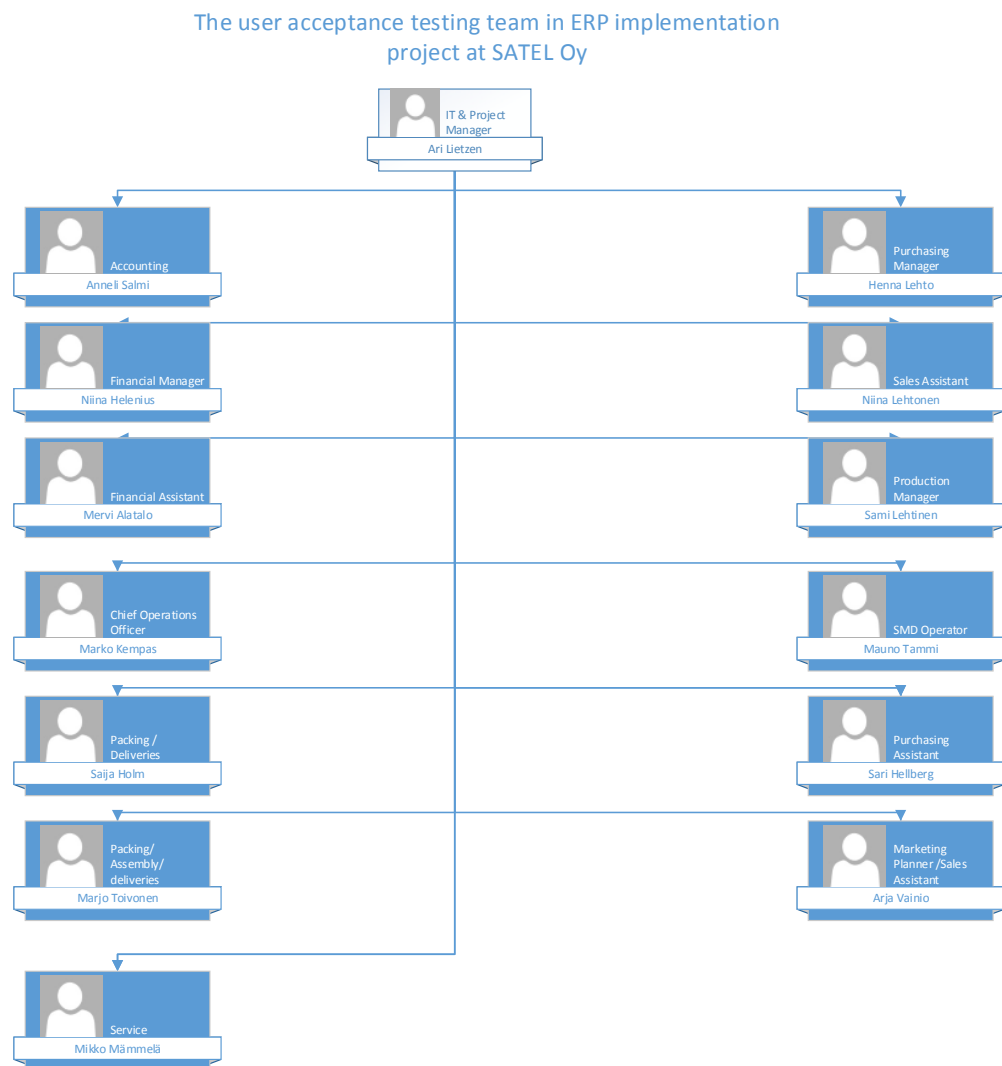 The user acceptance testing team in ERP implementation
project at SATEL Oy
IT & Project
Manager
Ari Lietzen
Accounting
Anneli Salmi
Purchasing
Manager
Henna Lehto
Financial Manager
Niina Helenius
Sales Assistant
Niina Lehtonen
Financial Assistant
Mervi Alatalo
Production
Manager
Sami Lehtinen
Chief Operations
Officer
Marko Kempas
SMD Operator
Mauno Tammi
Packing /
Deliveries
Saija Holm
Purchasing
Assistant
Sari Hellberg
Packing/
Assembly/
deliveries
Marjo Toivonen
Marketing
Planner /Sales
Assistant
Arja Vainio
Service
Mikko Mämmelä